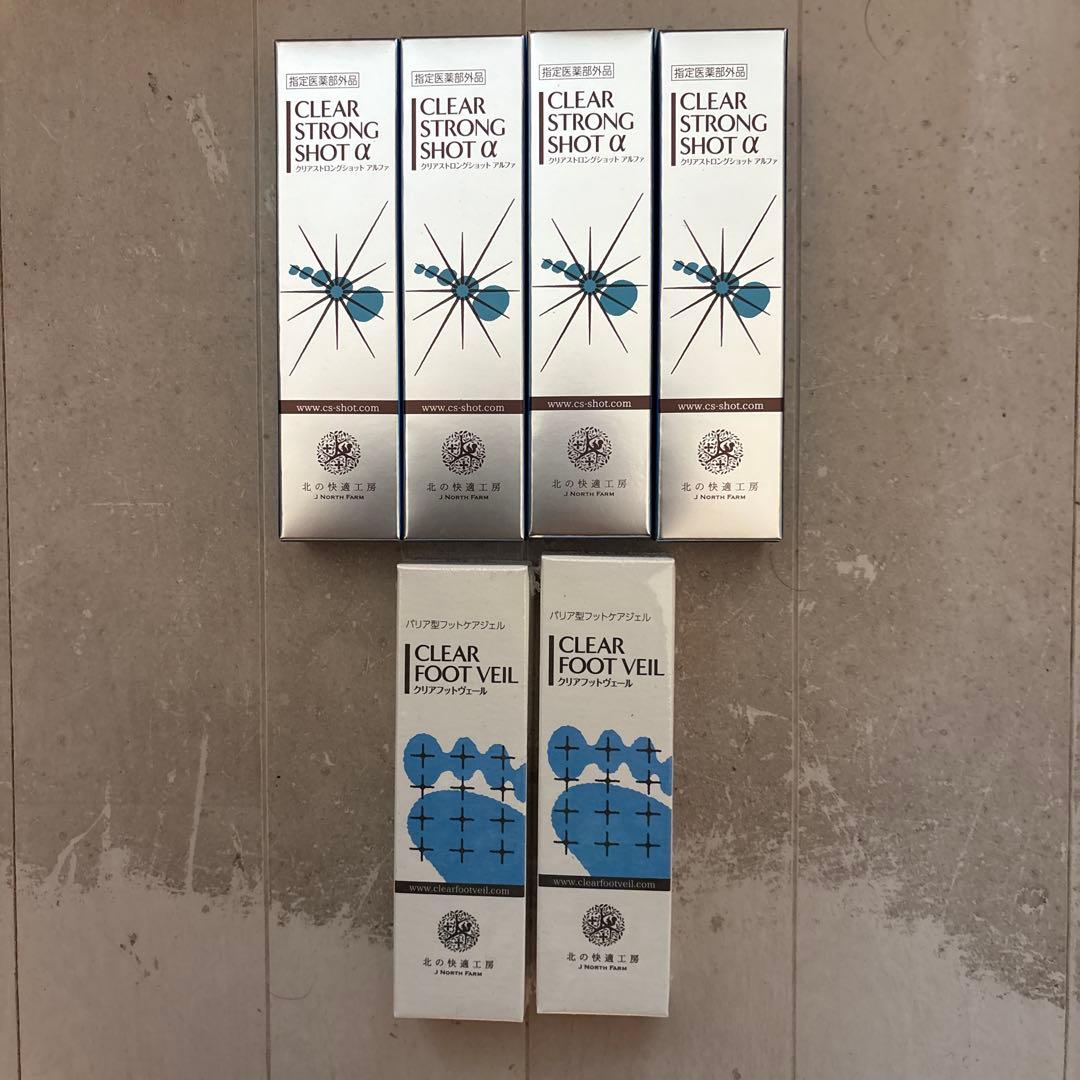 指定医薬部外品
CLEAR
STRONG
SHOT α
クリアストロングショット アルファ
www.cs-shot.com
北の快適工房
J NORTH FARM
指定医薬部外品
CLEAR
STRONG
SHOT α
クリアストロングショット アルファ
www.cs-shot.com
北の快適工房
J NORTH FARM
指定医薬部外品
CLEAR
STRONG
SHOT α
クリアストロングショット アルファ
www.cs-shot.com
北の快適工房
J NORTH FARM
指定医薬部外品
CLEAR
STRONG
SHOT α
クリアストロングショット アルファ
www.cs-shot.com
北の快適工房
J NORTH FARM
バリア型フットケアジェル
CLEAR
FOOT VEIL
クリアフットヴェール
www.clearfootveil.com
北の快適工房
J NORTH FARM
バリア型フットケアジェル
CLEAR
FOOT VEIL
クリアフットヴェール
www.clearfootveil.com
北の快適工房
J NORTH FARM